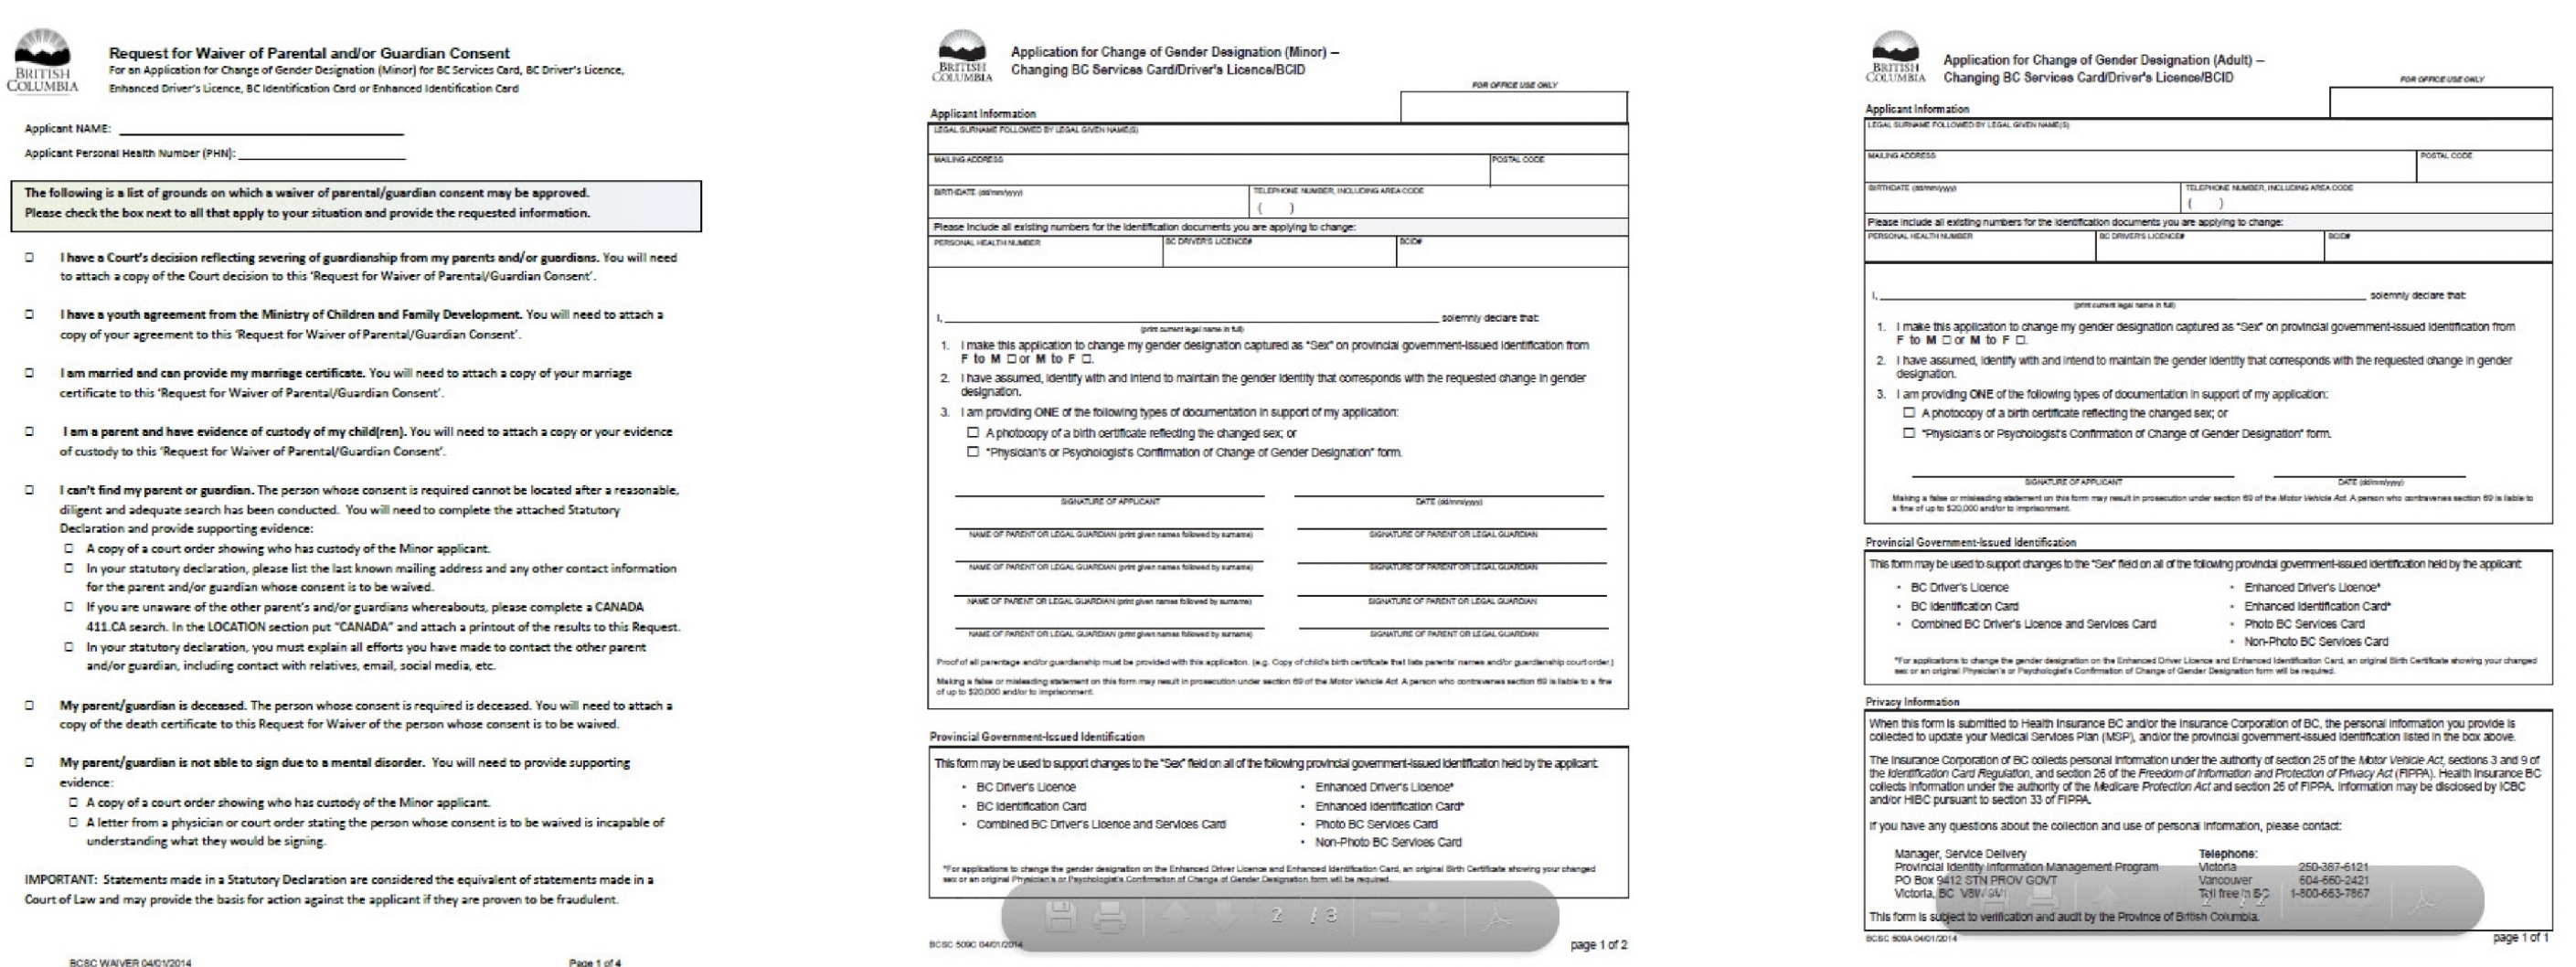 BRITISH
COLUMBIA
Request for Waiver of Parental and/or Guardian Consent
For an Application for Change of Gender Designation (Minor) for BC Services Card, BC Driver's Licence,
Enhanced Driver's Licence, BC Identification Card or Enhanced Identification Card
Applicant NAME:
Applicant Personal Health Number (PHN):
The following is a list of grounds on which a waiver of parental/guardian consent may be approved.
Please check the box next to all that apply to your situation and provide the requested information.
☐ I have a Court's decision reflecting severing of guardianship from my parents and/or guardians. You will need
to attach a copy of the Court decision to this 'Request for Waiver of Parental/Guardian Consent'.
☐ I have a youth agreement from the Ministry of Children and Family Development. You will need to attach a
copy of your agreement to this 'Request for Waiver of Parental/Guardian Consent'.
☐ I am married and can provide my marriage certificate. You will need to attach a copy of your marriage
certificate to this 'Request for Waiver of Parental/Guardian Consent'.
☐ I am a parent and have evidence of custody of my child(ren). You will need to attach a copy or your evidence
of custody to this 'Request for Waiver of Parental/Guardian Consent'.
☐ I can't find my parent or guardian. The person whose consent is required cannot be located after a reasonable,
diligent and adequate search has been conducted. You will need to complete the attached Statutory
Declaration and provide supporting evidence:
☐ A copy of a court order showing who has custody of the Minor applicant.
☐ In your statutory declaration, please list the last known mailing address and any other contact information
for the parent and/or guardian whose consent is to be waived.
☐ If you are unaware of the other parent's and/or guardians whereabouts, please complete a CANADA
411.CA search. In the LOCATION section put "CANADA" and attach a printout of the results to this Request.
☐ In your statutory declaration, you must explain all efforts you have made to contact the other parent
and/or guardian, including contact with relatives, email, social media, etc.
☐ My parent/guardian is deceased. The person whose consent is required is deceased. You will need to attach a
copy of the death certificate to this Request for Waiver of the person whose consent is to be waived.
☐ My parent/guardian is not able to sign due to a mental disorder. You will need to provide supporting
evidence:
☐ A copy of a court order showing who has custody of the Minor applicant.
☐ A letter from a physician or court order stating the person whose consent is to be waived is incapable of
understanding what they would be signing.
IMPORTANT: Statements made in a Statutory Declaration are considered the equivalent of statements made in a
Court of Law and may provide the basis for action against the applicant if they are proven to be fraudulent.
BCSC WAIVER 04/01/2014 Page 1 of 4
BRITISH
COLUMBIA
Application for Change of Gender Designation (Minor) –
Changing BC Services Card/Driver's Licence/BCID
FOR OFFICE USE ONLY
Applicant Information
LEGAL SURNAME FOLLOWED BY LEGAL GIVEN NAME(S)
MAILING ADDRESS POSTAL CODE
BIRTHDATE (dd/mm/yyyy) TELEPHONE NUMBER, INCLUDING AREA CODE
( )
Please include all existing numbers for the identification documents you are applying to change:
PERSONAL HEALTH NUMBER BC DRIVER'S LICENCE# BCID#
I, solemnly declare that:
(print current legal name in full)
1. I make this application to change my gender designation captured as "Sex" on provincial government-issued identification from
F to M ☐ or M to F ☐.
2. I have assumed, identify with and intend to maintain the gender identity that corresponds with the requested change in gender
designation.
3. I am providing ONE of the following types of documentation in support of my application:
☐ A photocopy of a birth certificate reflecting the changed sex; or
☐ "Physician's or Psychologist's Confirmation of Change of Gender Designation" form.
SIGNATURE OF APPLICANT DATE (dd/mm/yyyy)
NAME OF PARENT OR LEGAL GUARDIAN (print given names followed by surname) SIGNATURE OF PARENT OR LEGAL GUARDIAN
NAME OF PARENT OR LEGAL GUARDIAN (print given names followed by surname) SIGNATURE OF PARENT OR LEGAL GUARDIAN
NAME OF PARENT OR LEGAL GUARDIAN (print given names followed by surname) SIGNATURE OF PARENT OR LEGAL GUARDIAN
NAME OF PARENT OR LEGAL GUARDIAN (print given names followed by surname) SIGNATURE OF PARENT OR LEGAL GUARDIAN
Proof of all parentage and/or guardianship must be provided with this application. (e.g. Copy of child's birth certificate that lists parents' names and/or guardianship court order.)
Making a false or misleading statement on this form may result in prosecution under section 69 of the Motor Vehicle Act. A person who contravenes section 69 is liable to a fine
of up to $20,000 and/or to imprisonment.
Provincial Government-Issued Identification
This form may be used to support changes to the "Sex" field on all of the following provincial government-issued identification held by the applicant:
• BC Driver's Licence • Enhanced Driver's Licence*
• BC Identification Card • Enhanced Identification Card*
• Combined BC Driver's Licence and Services Card • Photo BC Services Card
• Non-Photo BC Services Card
*For applications to change the gender designation on the Enhanced Driver Licence and Enhanced Identification Card, an original Birth Certificate showing your changed
sex or an original Physician's or Psychologist's Confirmation of Change of Gender Designation form will be required.
2 / 3
BCSC 509C 04/01/2014 page 1 of 2
BRITISH
COLUMBIA
Application for Change of Gender Designation (Adult) –
Changing BC Services Card/Driver's Licence/BCID
FOR OFFICE USE ONLY
Applicant Information
LEGAL SURNAME FOLLOWED BY LEGAL GIVEN NAME(S)
MAILING ADDRESS POSTAL CODE
BIRTHDATE (dd/mm/yyyy) TELEPHONE NUMBER, INCLUDING AREA CODE
( )
Please include all existing numbers for the identification documents you are applying to change:
PERSONAL HEALTH NUMBER BC DRIVER'S LICENCE# BCID#
I, solemnly declare that:
(print current legal name in full)
1. I make this application to change my gender designation captured as "Sex" on provincial government-issued identification from
F to M ☐ or M to F ☐.
2. I have assumed, identify with and intend to maintain the gender identity that corresponds with the requested change in gender
designation.
3. I am providing ONE of the following types of documentation in support of my application:
☐ A photocopy of a birth certificate reflecting the changed sex; or
☐ "Physician's or Psychologist's Confirmation of Change of Gender Designation" form.
SIGNATURE OF APPLICANT DATE (dd/mm/yyyy)
Making a false or misleading statement on this form may result in prosecution under section 69 of the Motor Vehicle Act. A person who contravenes section 69 is liable to
a fine of up to $20,000 and/or to imprisonment.
Provincial Government-Issued Identification
This form may be used to support changes to the "Sex" field on all of the following provincial government-issued identification held by the applicant:
• BC Driver's Licence • Enhanced Driver's Licence*
• BC Identification Card • Enhanced Identification Card*
• Combined BC Driver's Licence and Services Card • Photo BC Services Card
• Non-Photo BC Services Card
*For applications to change the gender designation on the Enhanced Driver Licence and Enhanced Identification Card, an original Birth Certificate showing your changed
sex or an original Physician's or Psychologist's Confirmation of Change of Gender Designation form will be required.
Privacy Information
When this form is submitted to Health Insurance BC and/or the Insurance Corporation of BC, the personal information you provide is
collected to update your Medical Services Plan (MSP), and/or the provincial government-issued identification listed in the box above.
The Insurance Corporation of BC collects personal information under the authority of section 25 of the Motor Vehicle Act, sections 3 and 9 of
the Identification Card Regulation, and section 26 of the Freedom of Information and Protection of Privacy Act (FIPPA). Health Insurance BC
collects information under the authority of the Medicare Protection Act and section 26 of FIPPA. Information may be disclosed by ICBC
and/or HIBC pursuant to section 33 of FIPPA.
If you have any questions about the collection and use of personal information, please contact:
Manager, Service Delivery Telephone:
Provincial Identity Information Management Program Victoria 250-387-6121
PO Box 9412 STN PROV GOVT Vancouver 604-660-2421
Victoria, BC V8W 9V1 Toll free in BC 1-800-663-7867
This form is subject to verification and audit by the Province of British Columbia.
BCSC 509A 04/01/2014 page 1 of 1